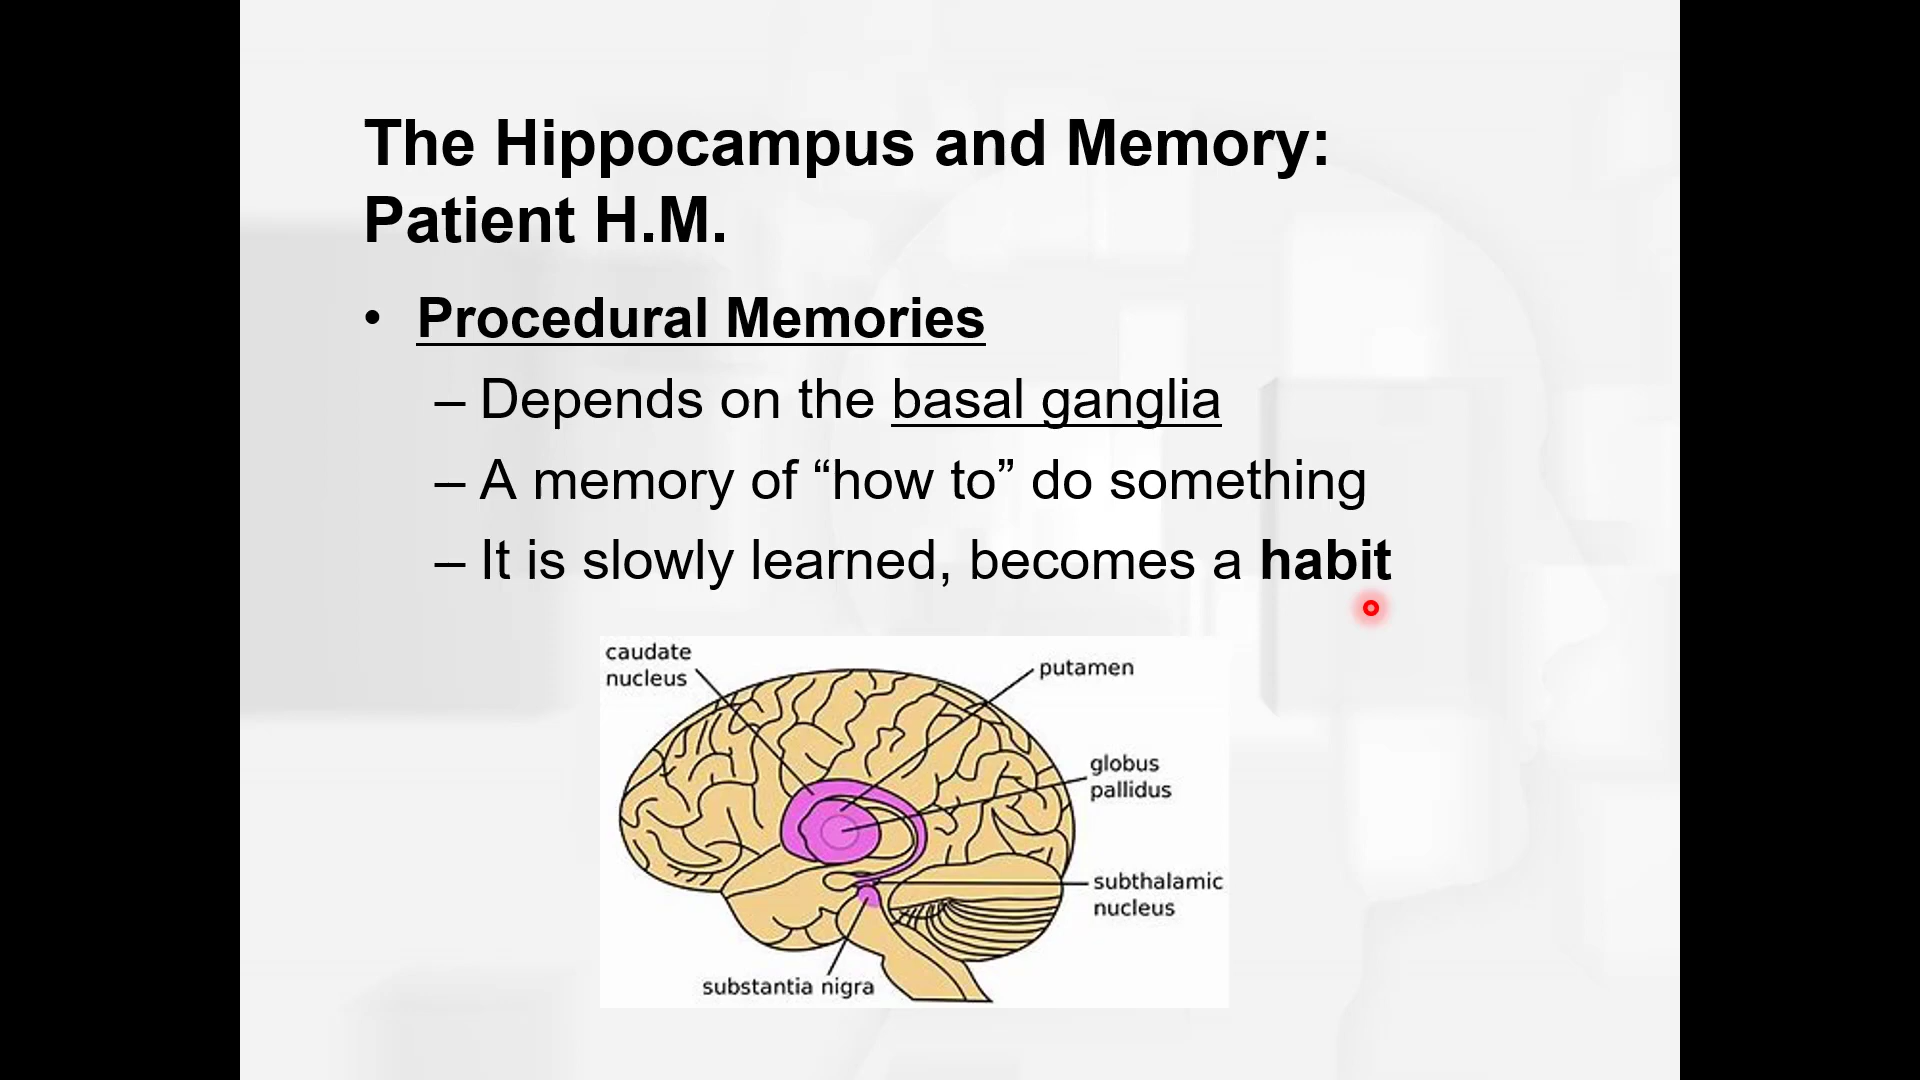 The Hippocampus and Memory:
Patient H.M.
• Procedural Memories
– Depends on the basal ganglia
– A memory of “how to” do something
– It is slowly learned, becomes a habit
caudate
nucleus
putamen
globus
pallidus
subthalamic
nucleus
substantia nigra